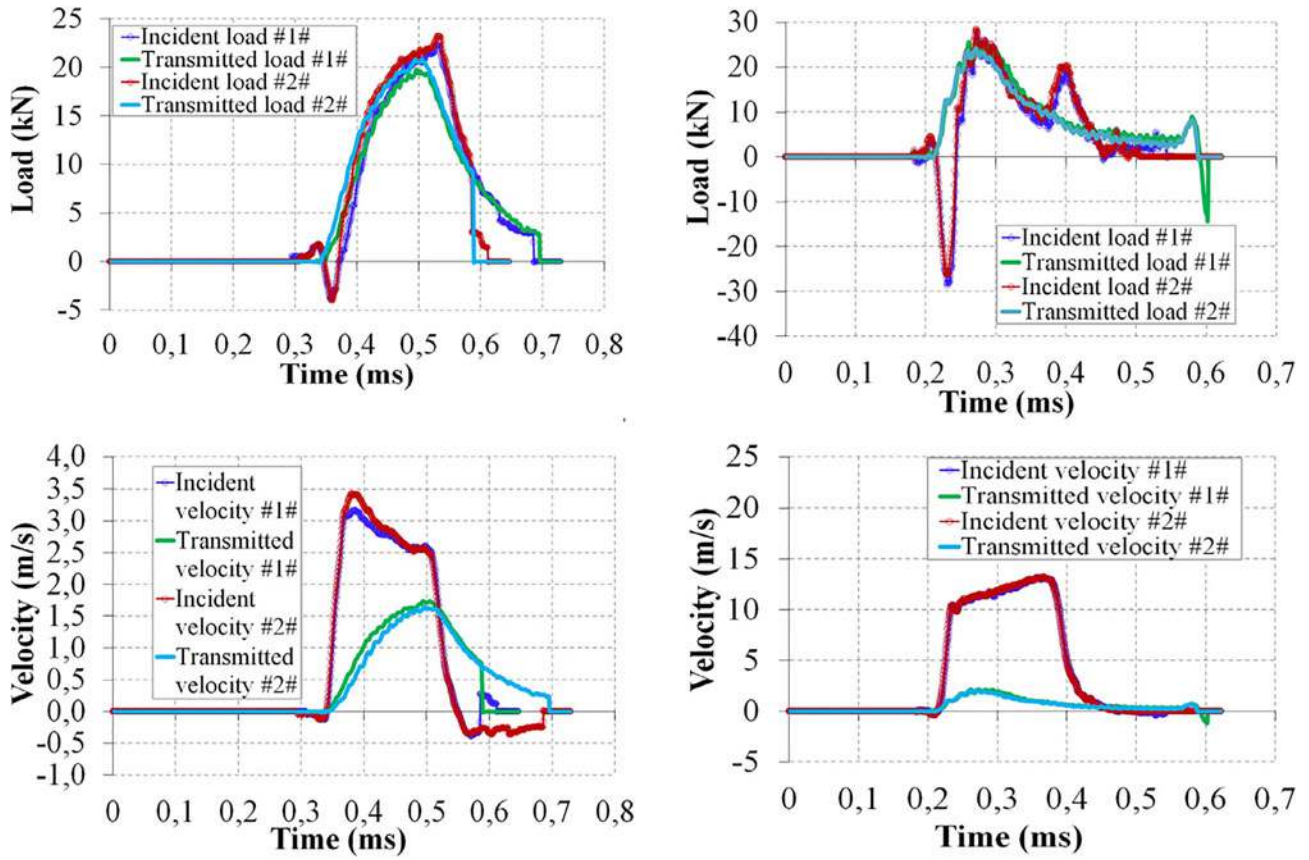 25
20
15
10
5
0
-5
Load (kN)
Incident load #1#
Transmitted load #1#
Incident load #2#
Transmitted load #2#
0 0,1 0,2 0,3 0,4 0,5 0,6 0,7 0,8
Time (ms)
30
20
10
0
-10
-20
-30
-40
Load (kN)
Incident load #1#
Transmitted load #1#
Incident load #2#
Transmitted load #2#
0 0,1 0,2 0,3 0,4 0,5 0,6 0,7
Time (ms)
4,0
3,5
3,0
2,5
2,0
1,5
1,0
0,5
0,0
-0,5
-1,0
Velocity (m/s)
Incident
velocity #1#
Transmitted
velocity #1#
Incident
velocity #2#
Transmitted
velocity #2#
0 0,1 0,2 0,3 0,4 0,5 0,6 0,7 0,8
Time (ms)
25
20
15
10
5
0
-5
Velocity (m/s)
Incident velocity #1#
Transmitted velocity #1#
Incident velocity #2#
Transmitted velocity #2#
0 0,1 0,2 0,3 0,4 0,5 0,6 0,7
Time (ms)